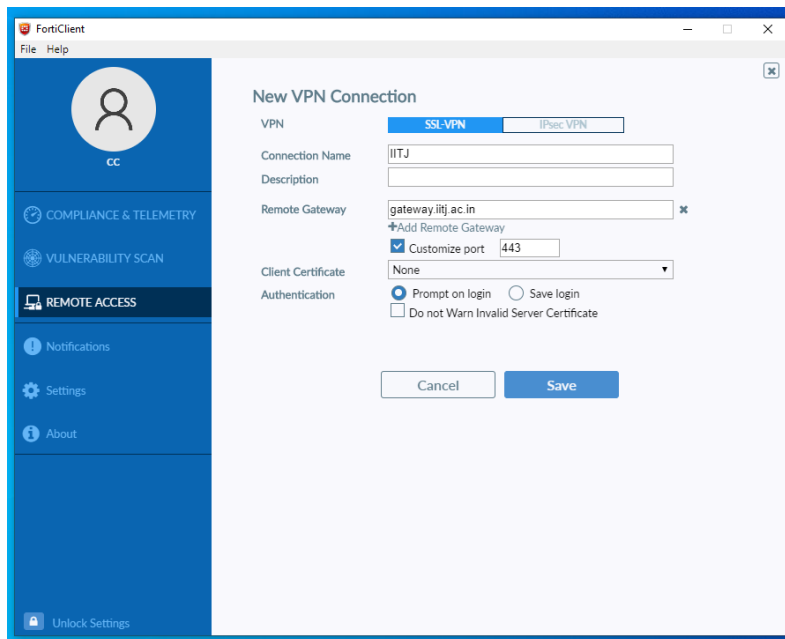 FortiClient
File Help
CC
COMPLIANCE & TELEMETRY
VULNERABILITY SCAN
REMOTE ACCESS
Notifications
Settings
About
Unlock Settings
New VPN Connection
VPN SSL-VPN IPsec VPN
Connection Name IITJ
Description
Remote Gateway gateway.iitj.ac.in
+Add Remote Gateway
Customize port 443
Client Certificate None
Authentication Prompt on login Save login
Do not Warn Invalid Server Certificate
Cancel Save